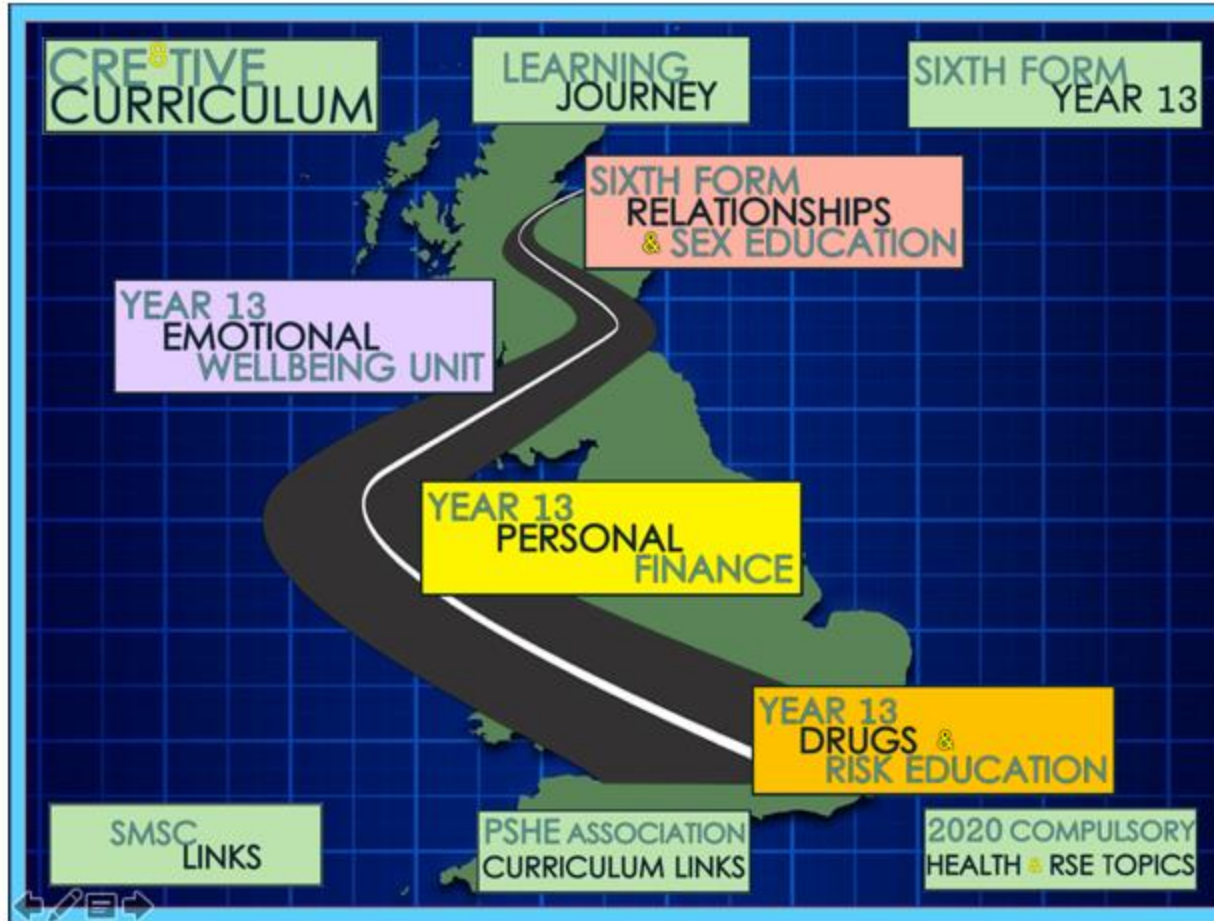 CRE8TIVE
CURRICULUM
LEARNING
JOURNEY
SIXTH FORM
YEAR 13
SIXTH FORM
RELATIONSHIPS
& SEX EDUCATION
YEAR 13
EMOTIONAL
WELLBEING UNIT
YEAR 13
PERSONAL
FINANCE
YEAR 13
DRUGS &
RISK EDUCATION
SMSC
LINKS
PSHE ASSOCIATION
CURRICULUM LINKS
2020 COMPULSORY
HEALTH & RSE TOPICS